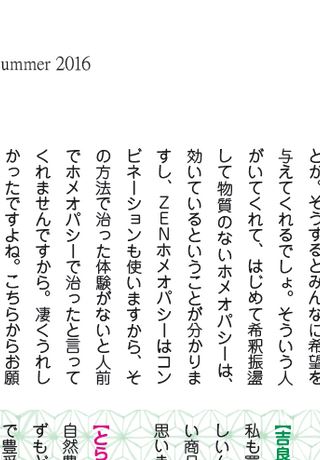 ummer 2016
とか。そうするとみんなに希望を
与えてくれるでしょ。そういう人
がいてくれて、はじめて希釈振盪
して物質のないホメオパシーは、
効いているということが分かりま
すし、ZENホメオパシーはコン
ビネーションも使いますから、そ
の方法で治った体験がないと人前
でホメオパシーで治ったと言って
くれませんですから。凄くうれし
かったですよね。こちらからお願
【吉良
私も買
しい
い商品
思いま
【とら
自然農
ずもど
で豊受